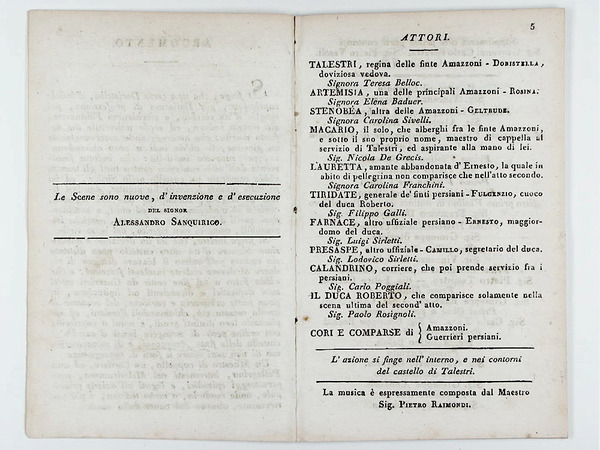 Le Scene sono nuove, d' invenzione e d' esecuzione
DEL SIGNOR
ALESSANDRO SANQUIRICO.
5
ATTORI.
TALESTRI, regina delle finte Amazzoni - DORISTELLA,
doviziosa vedova.
Signora Teresa Belloc.
ARTEMISIA, una delle principali Amazzoni - ROSINA.
Signora Elena Baduer.
STENOBEA, altra delle Amazzoni - GELTRUDE.
Signora Carolina Sivelli.
MACARIO, il solo, che alberghi fra le finte Amazzoni,
e sotto il suo proprio nome, maestro di cappella al
servizio di Talestri, ed aspirante alla mano di lei.
Sig. Nicola De Grecis.
LAURETTA, amante abbandonata d' Ernesto, la quale in
abito di pellegrina non comparisce che nell' atto secondo.
Signora Carolina Franchini.
TIRIDATE, generale de' finti persiani - FULGENZIO, cuoco
del duca Roberto.
Sig. Filippo Galli.
FARNACE, altro uffiziale persiano - ERNESTO, maggior-
domo del duca.
Sig. Luigi Sirletti.
PRESASPE, altro uffiziale - CAMILLO, segretario del duca.
Sig. Lodovico Sirletti.
CALANDRINO, corriere, che poi prende servizio fra i
persiani.
Sig. Carlo Poggiali.
IL DUCA ROBERTO, che comparisce solamente nella
scena ultima del second' atto.
Sig. Paolo Rosignoli.
CORI E COMPARSE di { Amazzoni.
Guerrieri persiani.
L' azione si finge nell' interno, e nei contorni
del castello di Talestri.
La musica è espressamente composta dal Maestro
Sig. PIETRO RAIMONDI.